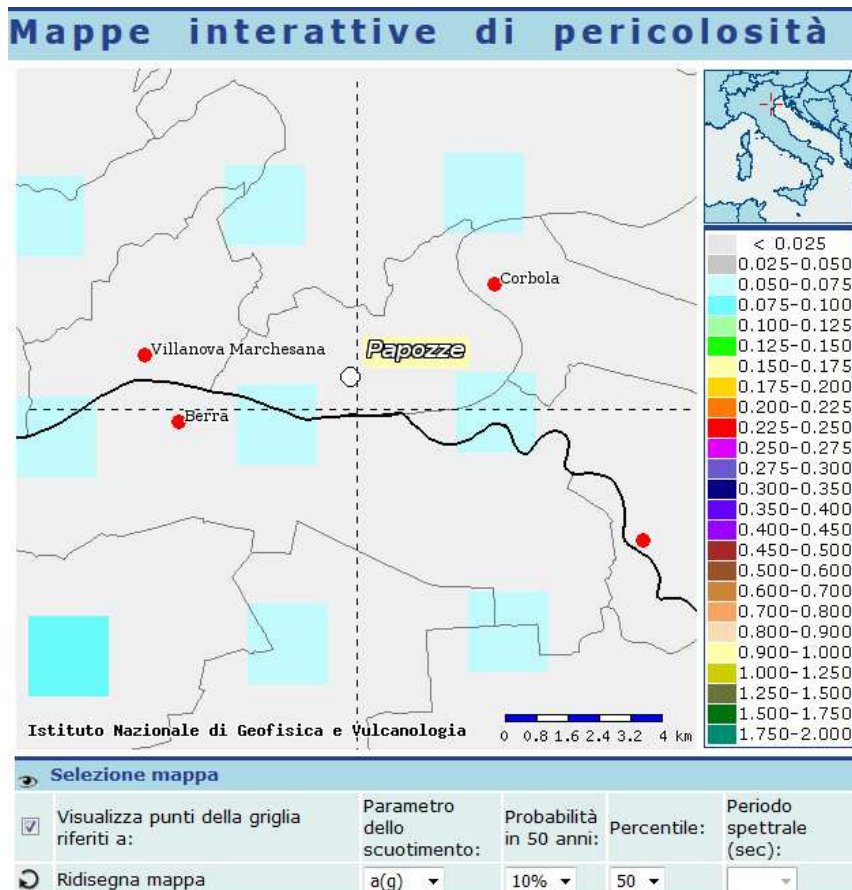 Mappe interattive di pericolosità
Corbola
Villanova Marchesana
Papozze
Berra
Istituto Nazionale di Geofisica e Vulcanologia
0 0.8 1.6 2.4 3.2 4 km
< 0.025
0.025-0.050
0.050-0.075
0.075-0.100
0.100-0.125
0.125-0.150
0.150-0.175
0.175-0.200
0.200-0.225
0.225-0.250
0.250-0.275
0.275-0.300
0.300-0.350
0.350-0.400
0.400-0.450
0.450-0.500
0.500-0.600
0.600-0.700
0.700-0.800
0.800-0.900
0.900-1.000
1.000-1.250
1.250-1.500
1.500-1.750
1.750-2.000
Selezione mappa
Visualizza punti della griglia
riferiti a:
Parametro
dello
scuotimento:
Probabilità
in 50 anni:
Percentile:
Periodo
spettrale
(sec):
Ridisegna mappa
a(g)
10%
50